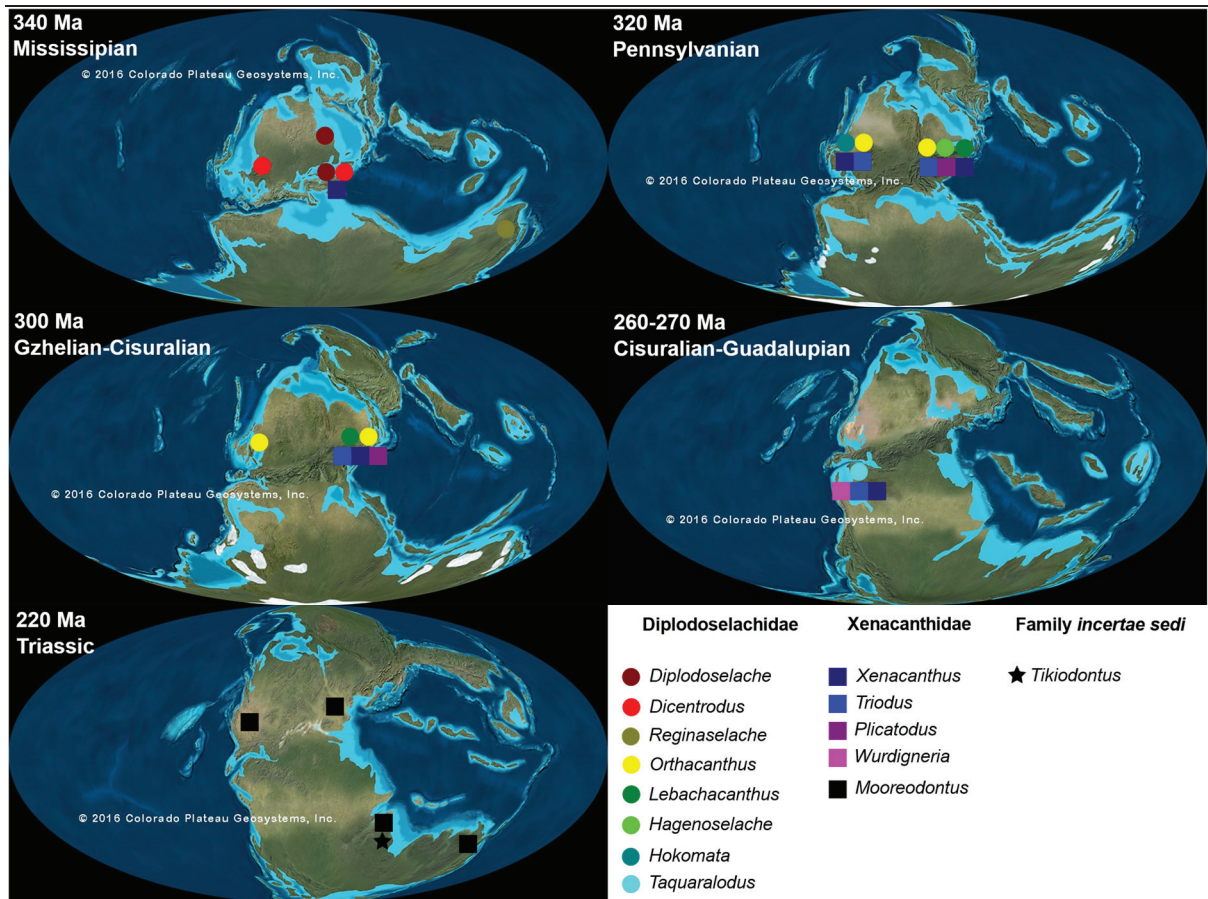 340 Ma
Mississipian
© 2016 Colorado Plateau Geosystems, Inc.
320 Ma
Pennsylvanian
© 2016 Colorado Plateau Geosystems, Inc.
300 Ma
Gzhelian-Cisuralian
© 2016 Colorado Plateau Geosystems, Inc.
260-270 Ma
Cisuralian-Guadalupian
© 2016 Colorado Plateau Geosystems, Inc.
220 Ma
Triassic
© 2016 Colorado Plateau Geosystems, Inc.
Diplodoselachidae
Diplodoselache
Dicentrodus
Reginaselache
Orthacanthus
Lebachacanthus
Hagenoselache
Hokomata
Taquaralodus
Xenacanthidae
Xenacanthus
Triodus
Plicatodus
Wurdigneria
Mooreodontus
Family incertae sedi
Tikiodontus